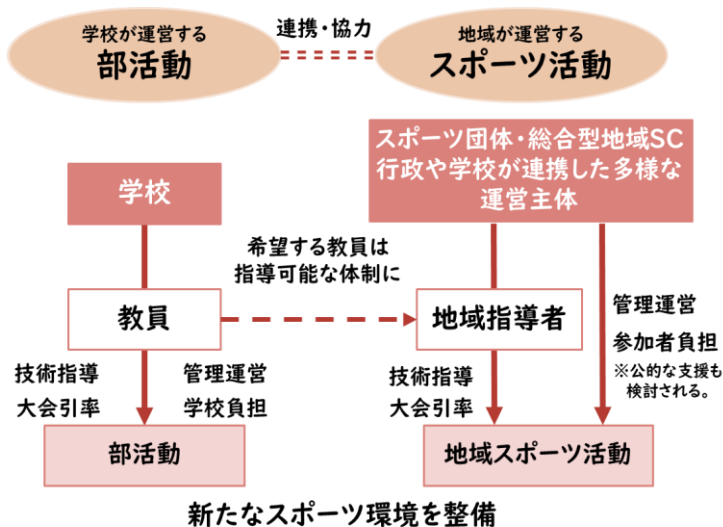 学校が運営する
部活動
連携・協力
地域が運営する
スポーツ活動
学校
スポーツ団体・総合型地域SC
行政や学校が連携した多様な
運営主体
希望する教員は
指導可能な体制に
教員
地域指導者
管理運営
参加者負担
※公的な支援も
検討される。
技術指導
大会引率
管理運営
学校負担
技術指導
大会引率
部活動
地域スポーツ活動
新たなスポーツ環境を整備